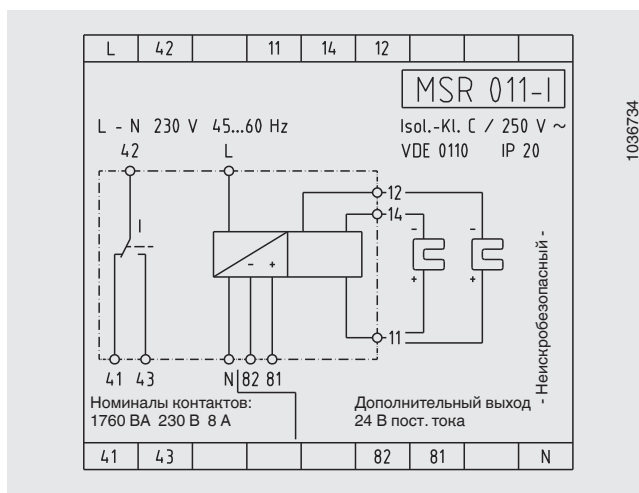 L 42 11 14 12
MSR 011-I
L - N 230 V 45...60 Hz
Isol.-Kl. C / 250 V ~
VDE 0110 IP 20
42 L
12
14
I
- +
- -
+ +
11
41 43 N 82 81
- Неискробезопасный -
Номиналы контактов:
1760 ВА 230 В 8 А
Дополнительный выход
24 В пост. тока
41 43 82 81 N
1036734